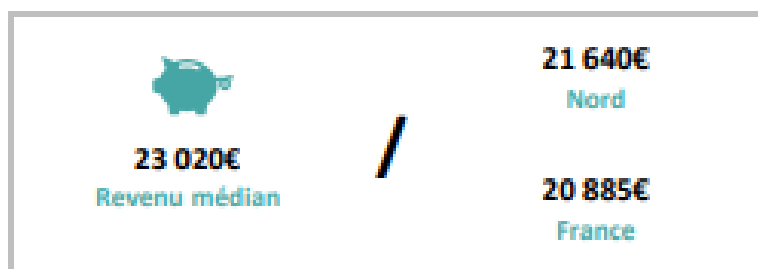 23 020€
Revenu médian
/
21 640€
Nord
20 885€
France